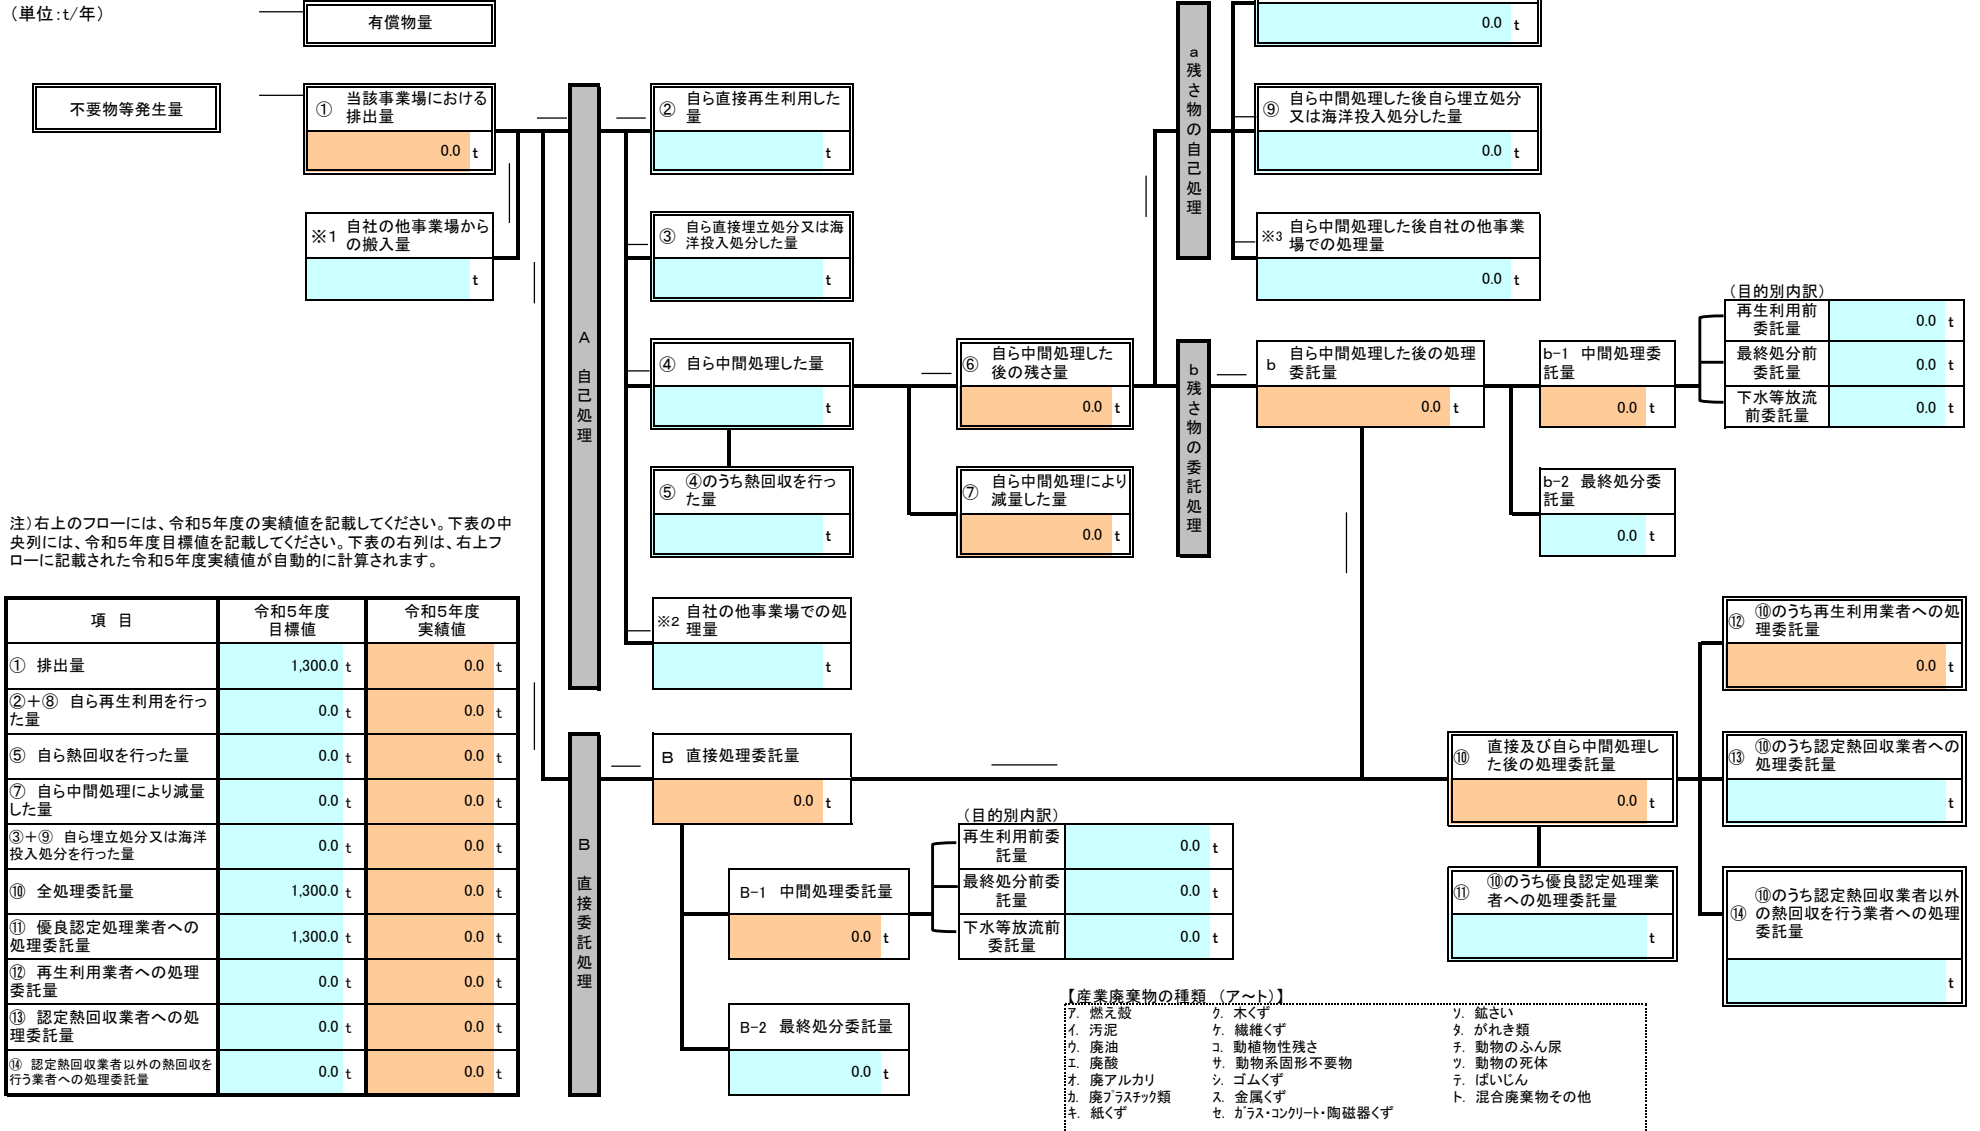 (単位:t/年)
有償物量
0.0 t
不要物等発生量
① 当該事業場における
排出量
0.0 t
※1 自社の他事業場から
の搬入量
t
A
自己処理
② 自ら直接再生利用した
量
t
③ 自ら直接埋立処分又は海
洋投入処分した量
t
④ 自ら中間処理した量
t
⑤ ④のうち熱回収を行っ
た量
t
※2 自社の他事業場での処
理量
t
⑥ 自ら中間処理した
後の残さ量
0.0 t
⑦ 自ら中間処理により
減量した量
0.0 t
a
残さ物の自己処理
⑨ 自ら中間処理した後自ら埋立処分
又は海洋投入処分した量
0.0 t
※3 自ら中間処理した後自社の他事業
場での処理量
0.0 t
b
残さ物の委託処理
b 自ら中間処理した後の処理
委託量
0.0 t
b-1 中間処理委
託量
0.0 t
(目的別内訳)
再生利用前
委託量
0.0 t
最終処分前
委託量
0.0 t
下水等放流
前委託量
0.0 t
b-2 最終処分委
託量
0.0 t
注)右上のフローには、令和5年度の実績値を記載してください。下表の中
央列には、令和5年度目標値を記載してください。下表の右列は、右上フ
ローに記載された令和5年度実績値が自動的に計算されます。
項 目
令和5年度
目標値
令和5年度
実績値
① 排出量 1,300.0 t 0.0 t
②+⑧ 自ら再生利用を行っ
た量 0.0 t 0.0 t
⑤ 自ら熱回収を行った量 0.0 t 0.0 t
⑦ 自ら中間処理により減量
した量 0.0 t 0.0 t
③+⑨ 自ら埋立処分又は海洋
投入処分を行った量 0.0 t 0.0 t
⑩ 全処理委託量 1,300.0 t 0.0 t
⑪ 優良認定処理業者への
処理委託量 1,300.0 t 0.0 t
⑫ 再生利用業者への処理
委託量 0.0 t 0.0 t
⑬ 認定熱回収業者への処
理委託量 0.0 t 0.0 t
⑭ 認定熱回収業者以外の熱回収を
行う業者への処理委託量 0.0 t 0.0 t
B
直接委託処理
B 直接処理委託量
0.0 t
B-1 中間処理委託量
0.0 t
(目的別内訳)
再生利用前委
託量
0.0 t
最終処分前委
託量
0.0 t
下水等放流前
委託量
0.0 t
B-2 最終処分委託量
0.0 t
⑩ 直接及び自ら中間処理し
た後の処理委託量
0.0 t
⑪ ⑩のうち優良認定処理業
者への処理委託量
t
⑫ ⑩のうち再生利用業者への処
理委託量
0.0 t
⑬ ⑩のうち認定熱回収業者への
処理委託量
t
⑭ ⑩のうち認定熱回収業者以外
の熱回収を行う業者への処理
委託量
t
【産業廃棄物の種類 (ア~ト)】
ア. 燃え殻 ク. 木くず ソ. 鉱さい
イ. 汚泥 ケ. 繊維くず タ. がれき類
ウ. 廃油 コ. 動植物性残さ チ. 動物のふん尿
エ. 廃酸 サ. 動物系固形不要物 ツ. 動物の死体
オ. 廃アルカリ シ. ゴムくず テ. ばいじん
カ. 廃プラスチック類 ス. 金属くず ト. 混合廃棄物その他
キ. 紙くず セ. ガラス・コンクリート・陶磁器くず